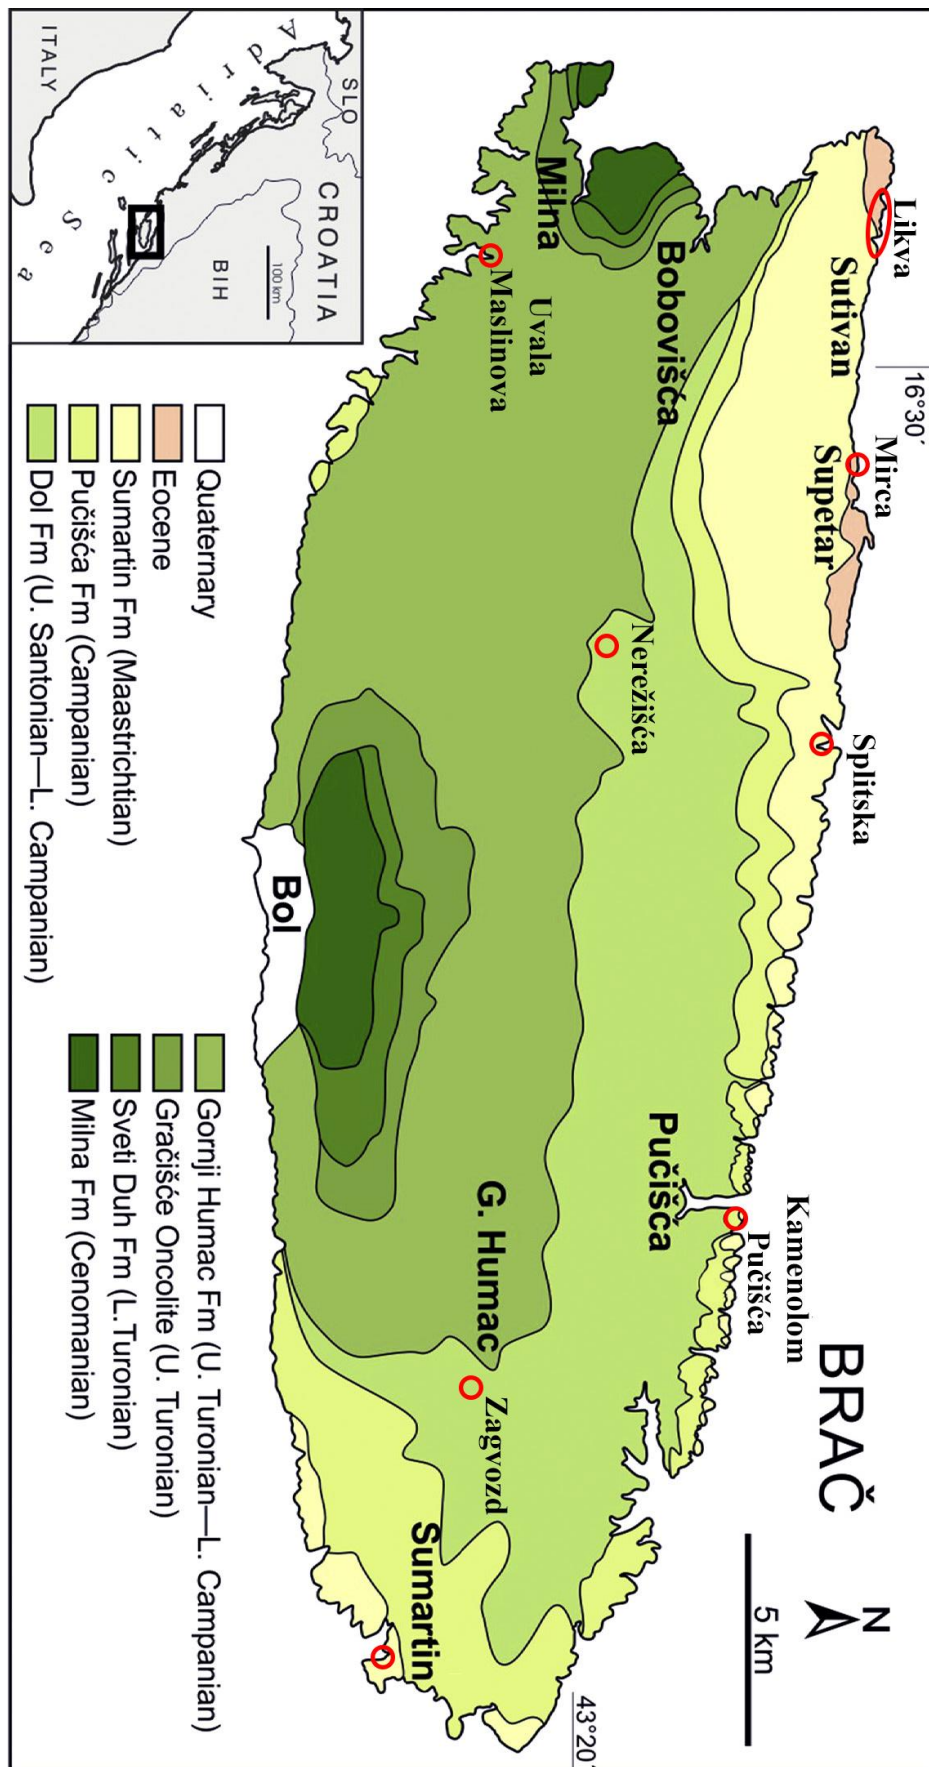 BRAČ
N
5 km
16°30´
43°20´
Likva
Sutivan
Mirca
Supetar
Splitska
Milna
Bobovišća
Uvala
Maslinova
Nerežišća
Pučišća
Kamenolom
Pučišća
Bol
G. Humac
Zagvozd
Sumartin
ITALY
SLO
CROATIA
BIH
Adriatic Sea
100 km
Quaternary
Eocene
Sumartin Fm (Maastrichtian)
Pučišća Fm (Campanian)
Dol Fm (U. Santonian—L. Campanian)
Gornji Humac Fm (U. Turonian—L. Campanian)
Gračišće Oncolite (U. Turonian)
Sveti Duh Fm (L.Turonian)
Milna Fm (Cenomanian)